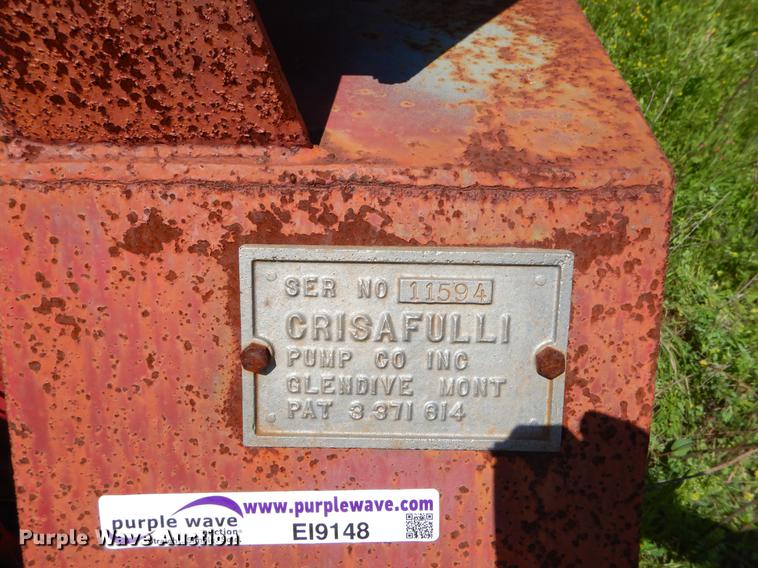 SER NO 11594
CRISAFULLI
PUMP CO INC
GLENDIVE MONT
PAT 3 371 614
www.purplewave.com
purple wave
EI9148
Purple Wave Auction